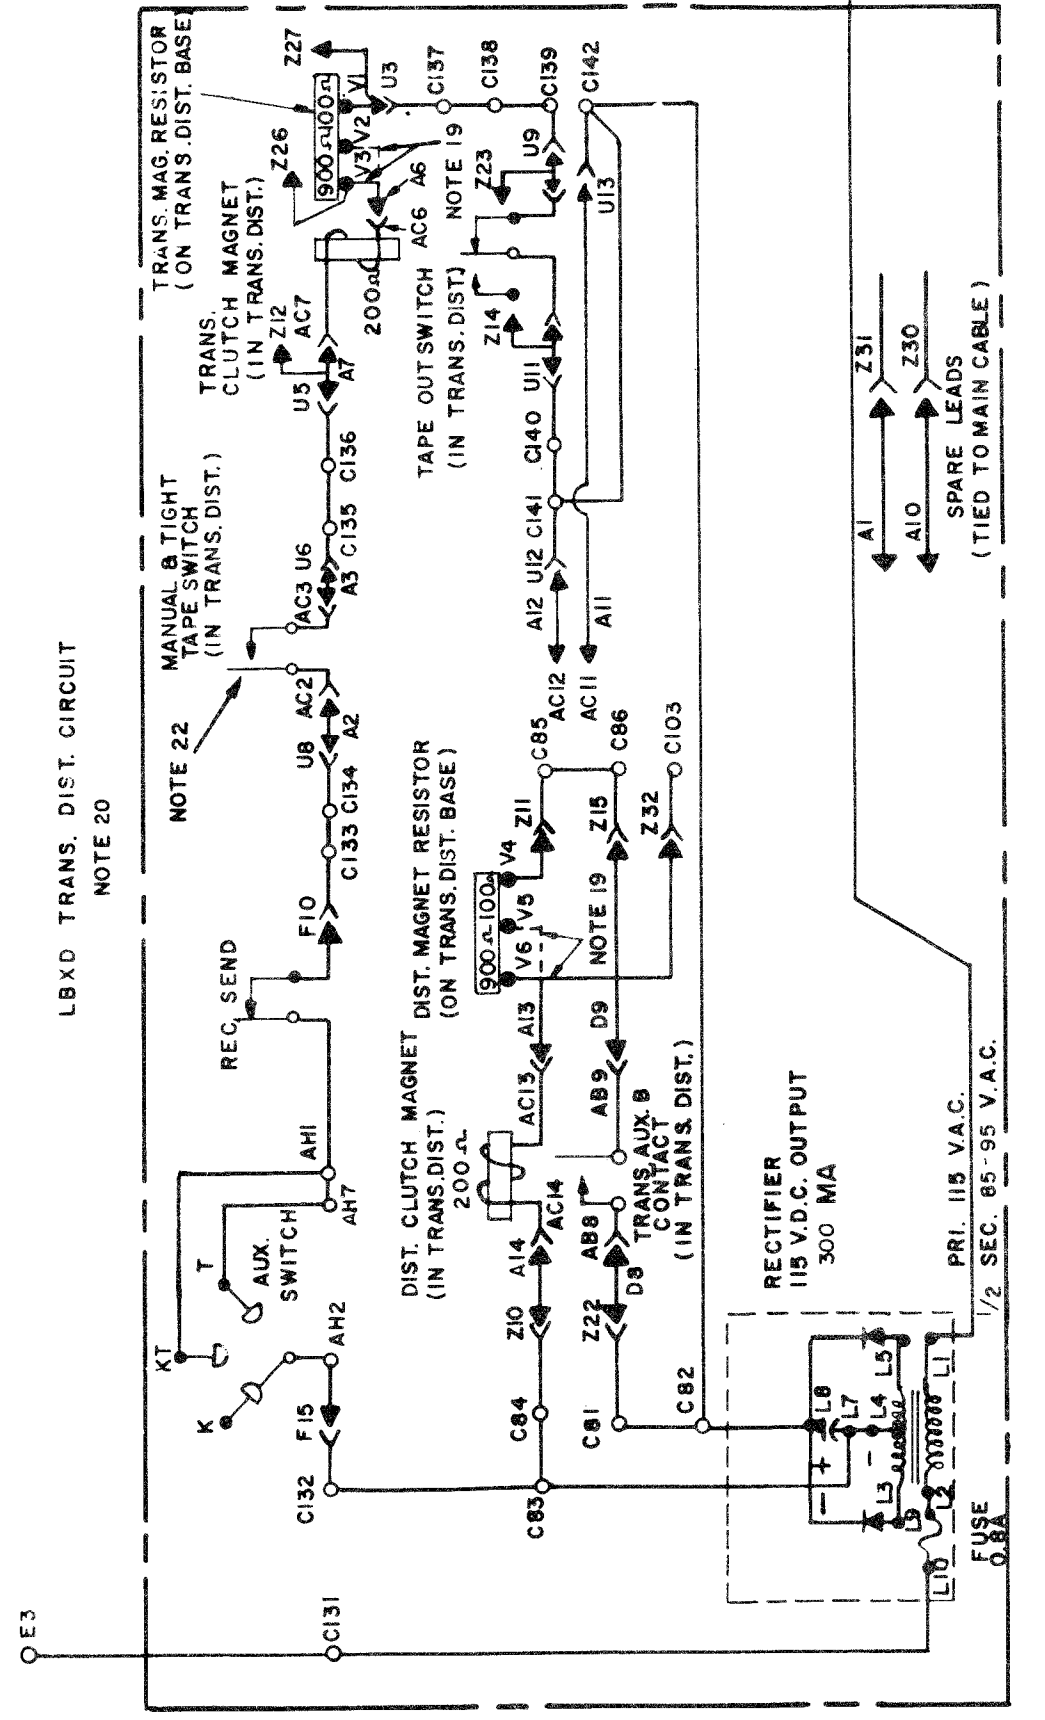 LBXD TRANS. DIST. CIRCUIT
NOTE 20
E3
C131
KT
K
T
AUX.
SWITCH
AH7
AH1
AH2
F15
C132
REC. SEND
F10
C133
C134
U8
A2
AC2
NOTE 22
MANUAL & TIGHT
TAPE SWITCH
(IN TRANS. DIST.)
AC3
U6
A3
C135
C136
U5
A7
Z12
AC7
TRANS.
CLUTCH MAGNET
(IN TRANS. DIST.)
200Ω
AC6
A6
NOTE 19
TRANS. MAG. RESISTOR
(ON TRANS. DIST. BASE)
900Ω
400Ω
Z26
Z27
V1
V2
V3
U3
C137
C138
C139
C142
TAPE OUT SWITCH
(IN TRANS. DIST)
Z14
Z23
U9
U13
U11
C140
C141
U12
A12
A11
AC12
AC11
DIST. CLUTCH MAGNET
(IN TRANS. DIST.)
200Ω
DIST. MAGNET RESISTOR
(ON TRANS. DIST. BASE)
900Ω
100Ω
V4
V5
V6
Z11
C85
Z15
C86
Z32
C103
NOTE 19
A13
AC13
D9
AB9
AC14
A14
Z10
C84
C83
AB8
D8
Z22
C81
C82
TRANS. AUX. B
CONTACT
(IN TRANS. DIST.)
RECTIFIER
115 V.D.C. OUTPUT
300 MA
L8
L7
L4
L5
L3
L9
L1
L2
L10
+
-
-
FUSE
0.8A
PRI. 115 V.A.C.
1/2 SEC. 85-95 V.A.C.
A1
Z31
A10
Z30
SPARE LEADS
(TIED TO MAIN CABLE)